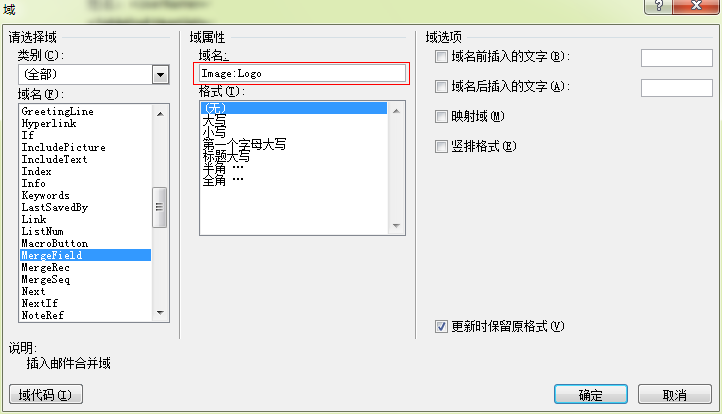 域
请选择域
类别(C):
(全部)
域名(F):
GreetingLine
Hyperlink
If
IncludePicture
IncludeText
Index
Info
Keywords
LastSavedBy
Link
ListNum
MacroButton
MergeField
MergeRec
MergeSeq
Next
NextIf
NoteRef
域属性
域名:
Image:Logo
格式(T):
(无)
大写
小写
第一个字母大写
标题大写
半角 …
全角 …
域选项
域名前插入的文字(B):
域名后插入的文字(A):
映射域(M)
竖排格式(E)
更新时保留原格式(V)
说明:
插入邮件合并域
域代码(I)
确定
取消